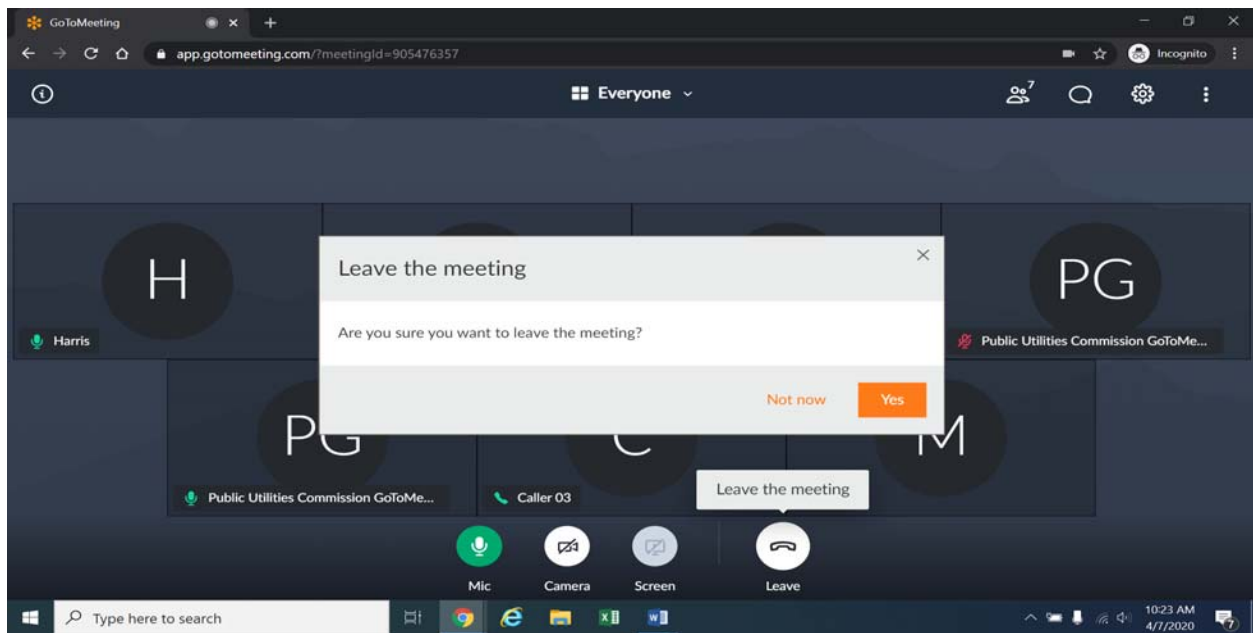 GoToMeeting
app.gotomeeting.com/?meetingId=905476357
Incognito
Everyone
7
H
PG
Leave the meeting
Are you sure you want to leave the meeting?
Not now Yes
Harris
Public Utilities Commission GoToMe...
PG
C
M
Public Utilities Commission GoToMe...
Caller 03
Leave the meeting
Mic Camera Screen Leave
Type here to search
10:23 AM
4/7/2020
7